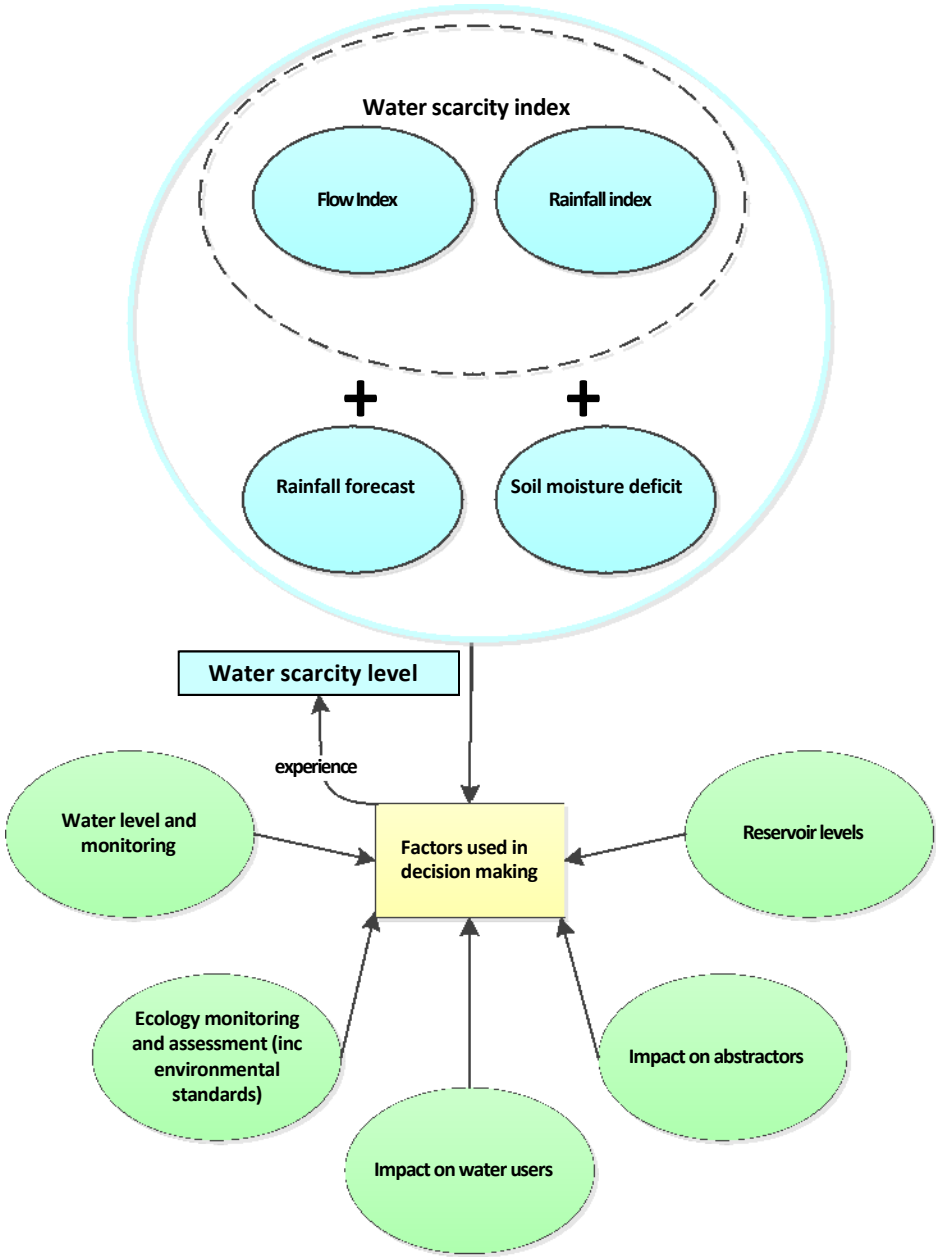 Water scarcity index
Flow Index
Rainfall index
+
+
Rainfall forecast
Soil moisture deficit
Water scarcity level
experience
Water level and
monitoring
Factors used in
decision making
Reservoir levels
Ecology monitoring
and assessment (inc
environmental
standards)
Impact on abstractors
Impact on water users